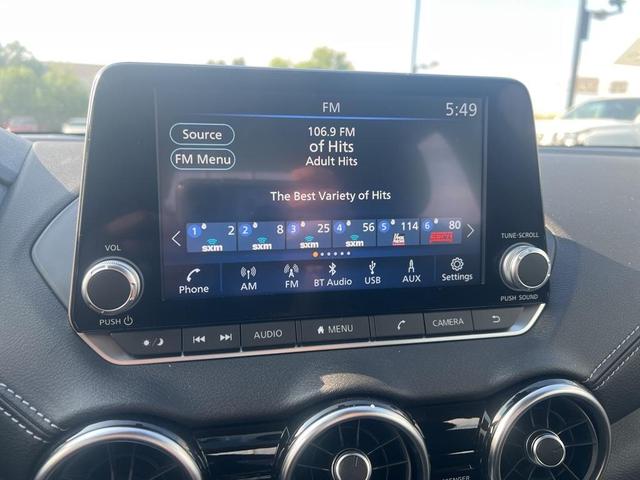 FM
5:49
Source
106.9 FM
of Hits
FM Menu
Adult Hits
The Best Variety of Hits
1 2 2 8 3 25 4 56 5 114 6 80
sxm sxm sxm sxm
Phone AM FM BT Audio USB AUX Settings
VOL
PUSH
TUNE·SCROLL
PUSH SOUND
AUDIO MENU CAMERA